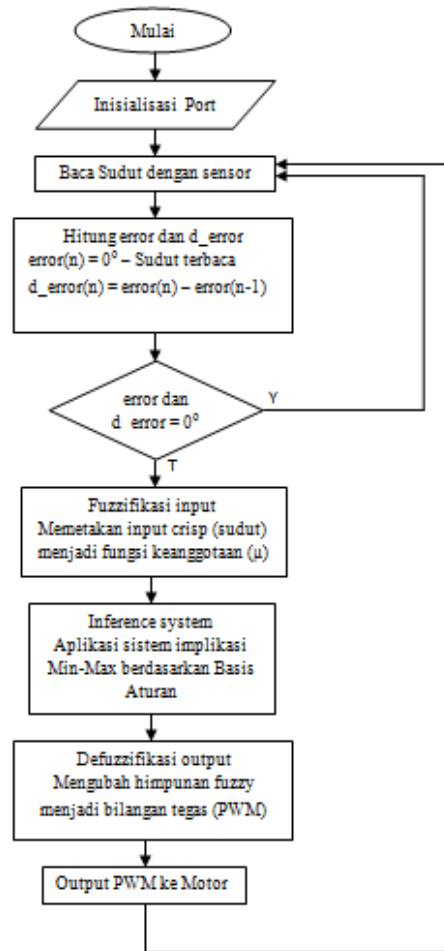 Mulai
Inisialisasi Port
Baca Sudut dengan sensor
Hitung error dan d_error
error(n) = 0⁰ – Sudut terbaca
d_error(n) = error(n) – error(n-1)
error dan
d error = 0⁰
Y
T
Fuzzifikasi input
Memetakan input crisp (sudut)
menjadi fungsi keanggotaan (μ)
Inference system
Aplikasi sistem implikasi
Min-Max berdasarkan Basis
Aturan
Defuzzifikasi output
Mengubah himpunan fuzzy
menjadi bilangan tegas (PWM)
Output PWM ke Motor